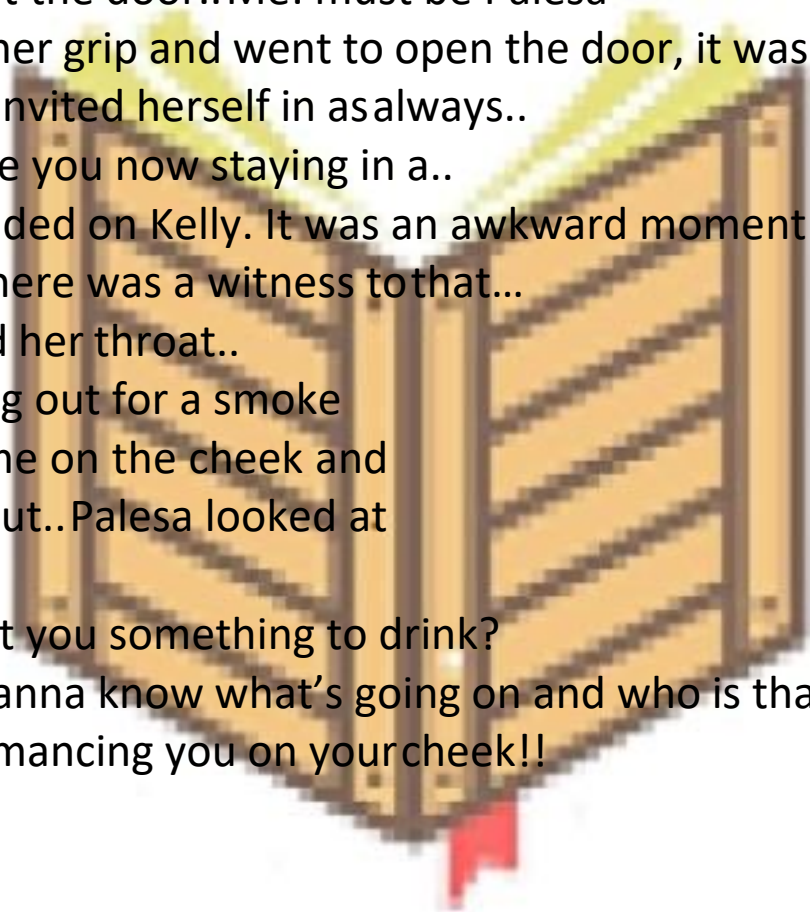 t the door..Me: must be Palesa
her grip and went to open the door, it was
nvited herself in asalways..
e you now staying in a..
ded on Kelly. It was an awkward moment
here was a witness tothat…
d her throat..
g out for a smoke
ne on the cheek and
ut..Palesa looked at
t you something to drink?
anna know what’s going on and who is tha
mancing you on yourcheek!!